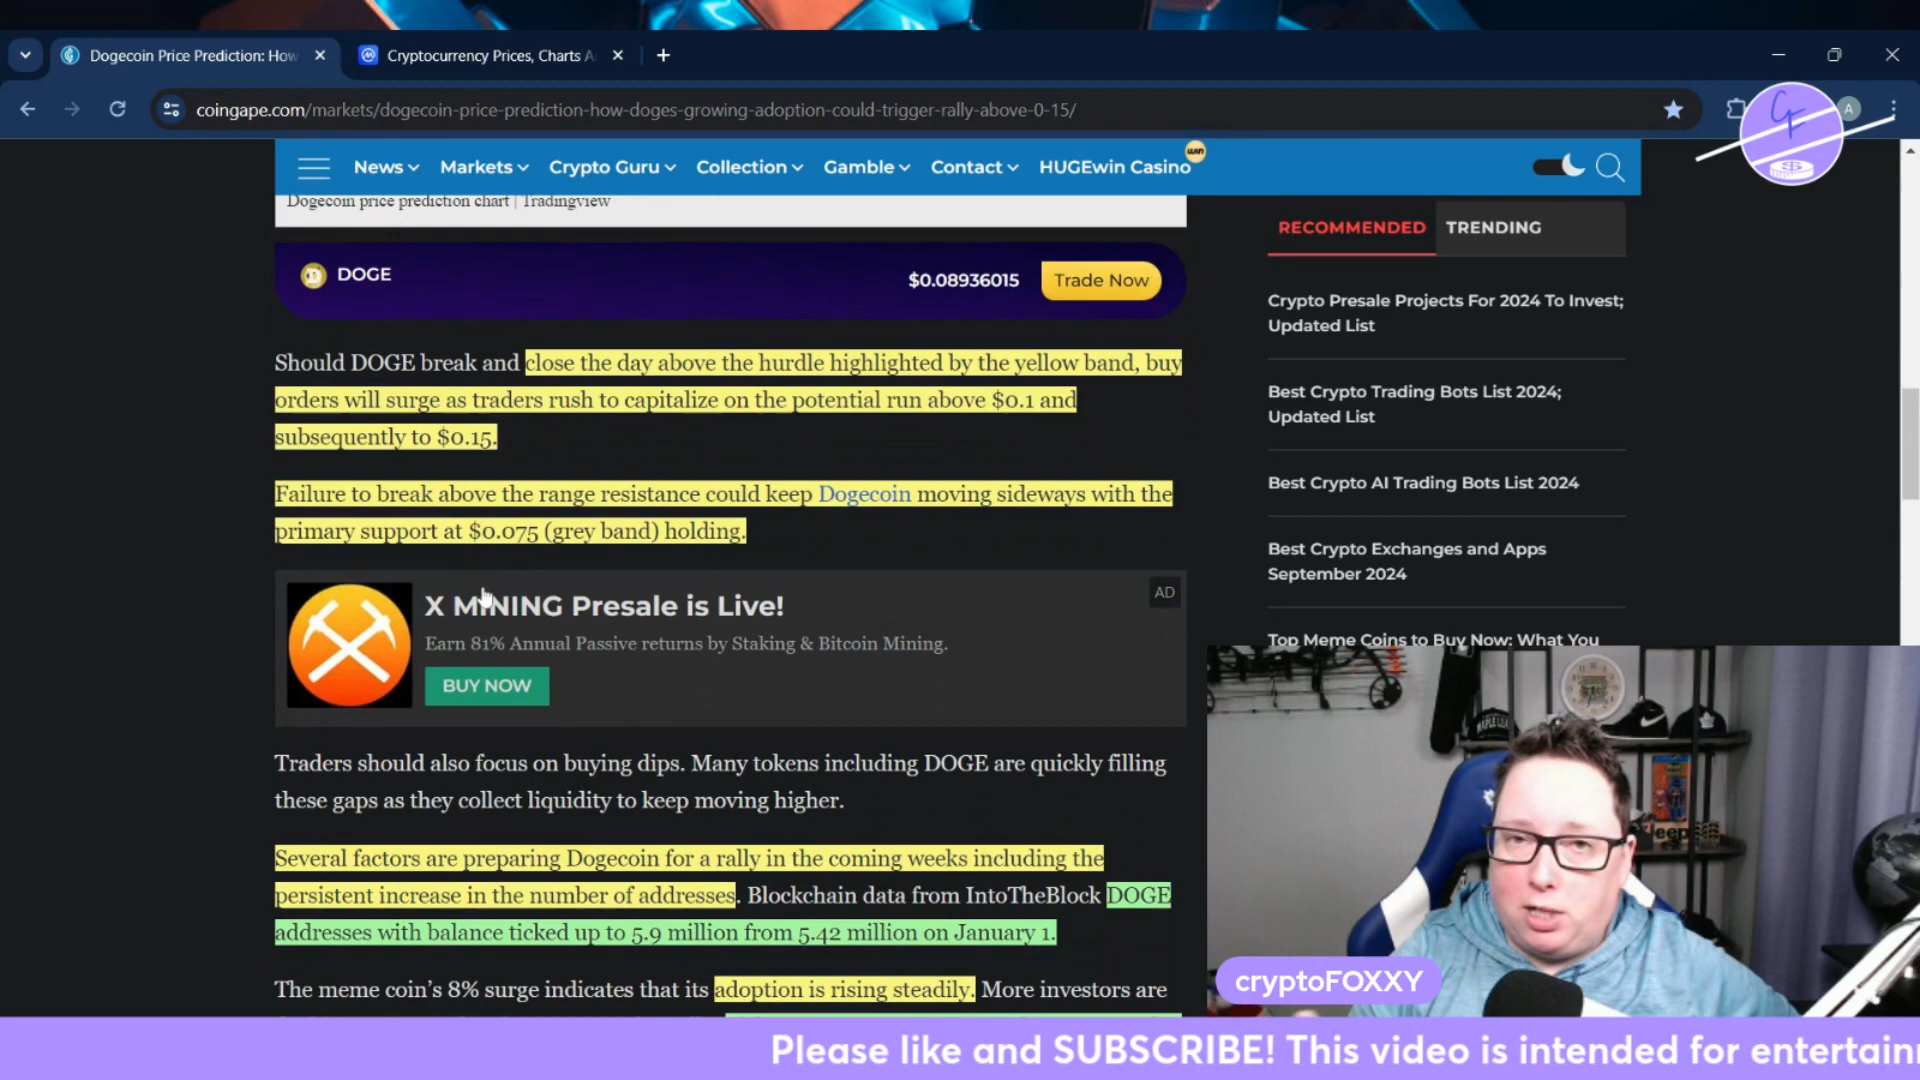 Dogecoin Price Prediction: How
Cryptocurrency Prices, Charts A
coingape.com/markets/dogecoin-price-prediction-how-doges-growing-adoption-could-trigger-rally-above-0-15/
A
CF
News Markets Crypto Guru Collection Gamble Contact HUGEwin Casino
win
Dogecoin price prediction chart | Tradingview
DOGE
$0.08936015
Trade Now
Should DOGE break and close the day above the hurdle highlighted by the yellow band, buy
orders will surge as traders rush to capitalize on the potential run above $0.1 and
subsequently to $0.15.
Failure to break above the range resistance could keep Dogecoin moving sideways with the
primary support at $0.075 (grey band) holding.
X MINING Presale is Live!
AD
Earn 81% Annual Passive returns by Staking & Bitcoin Mining.
BUY NOW
Traders should also focus on buying dips. Many tokens including DOGE are quickly filling
these gaps as they collect liquidity to keep moving higher.
Several factors are preparing Dogecoin for a rally in the coming weeks including the
persistent increase in the number of addresses. Blockchain data from IntoTheBlock DOGE
addresses with balance ticked up to 5.9 million from 5.42 million on January 1.
The meme coin's 8% surge indicates that its adoption is rising steadily. More investors are
RECOMMENDED
TRENDING
Crypto Presale Projects For 2024 To Invest;
Updated List
Best Crypto Trading Bots List 2024;
Updated List
Best Crypto AI Trading Bots List 2024
Best Crypto Exchanges and Apps
September 2024
Top Meme Coins to Buy Now: What You
cryptoFOXXY
Please like and SUBSCRIBE! This video is intended for entertainm